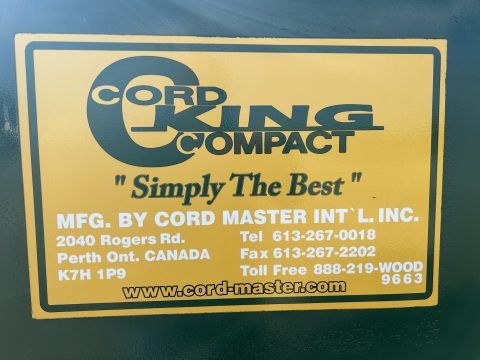 CORD
KING
COMPACT
" Simply The Best "
MFG. BY CORD MASTER INT`L. INC.
2040 Rogers Rd. Tel 613-267-0018
Perth Ont. CANADA Fax 613-267-2202
K7H 1P9 Toll Free 888-219-WOOD
9663
www.cord-master.com